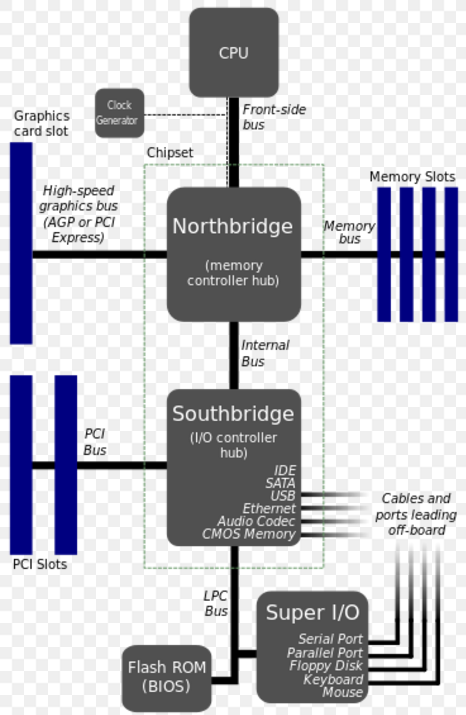 CPU
Clock
Generator
Front-side
bus
Graphics
card slot
Chipset
High-speed
graphics bus
(AGP or PCI
Express)
Northbridge
(memory
controller hub)
Memory Slots
Memory
bus
Internal
Bus
Southbridge
(I/O controller
hub)
IDE
SATA
USB
Ethernet
Audio Codec
CMOS Memory
PCI
Bus
PCI Slots
Cables and
ports leading
off-board
LPC
Bus
Super I/O
Serial Port
Parallel Port
Floppy Disk
Keyboard
Mouse
Flash ROM
(BIOS)